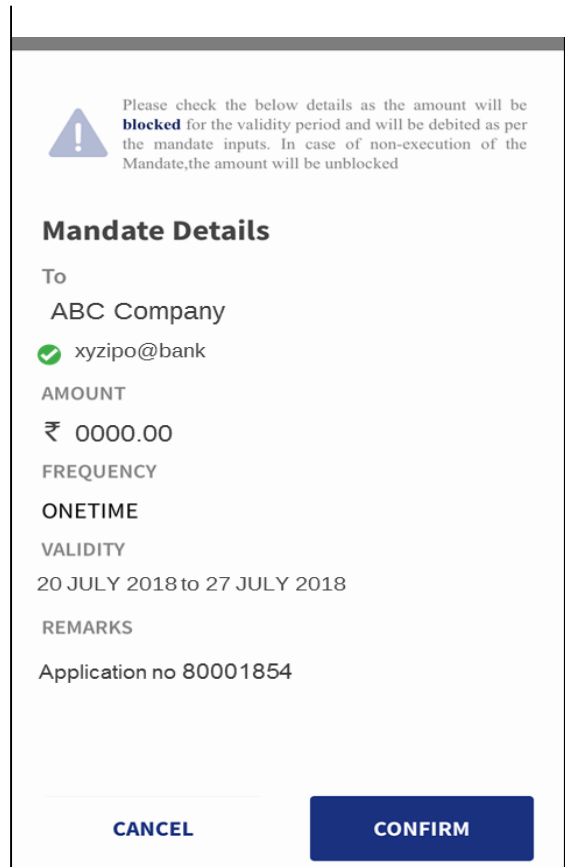 Please check the below details as the amount will be
blocked for the validity period and will be debited as per
the mandate inputs. In case of non-execution of the
Mandate,the amount will be unblocked
Mandate Details
To
ABC Company
xyzipo@bank
AMOUNT
₹ 0000.00
FREQUENCY
ONETIME
VALIDITY
20 JULY 2018 to 27 JULY 2018
REMARKS
Application no 80001854
CANCEL CONFIRM